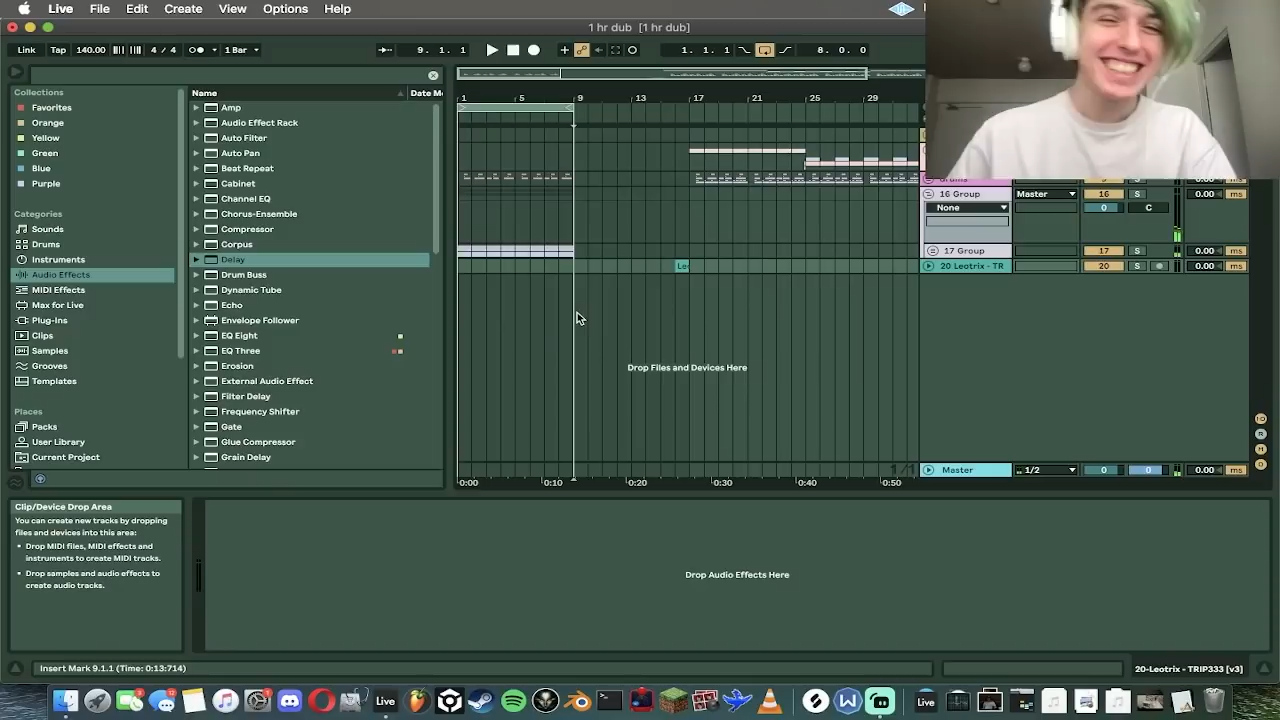 Live File Edit Create View Options Help
1 hr dub [1 hr dub]
Link Tap 140.00 4 / 4 1 Bar 9. 1. 1 1. 1. 1 8. 0. 0
Collections
Favorites
Orange
Yellow
Green
Blue
Purple
Categories
Sounds
Drums
Instruments
Audio Effects
MIDI Effects
Max for Live
Plug-Ins
Clips
Samples
Grooves
Templates
Places
Packs
User Library
Current Project
Name Date M
Amp
Audio Effect Rack
Auto Filter
Auto Pan
Beat Repeat
Cabinet
Channel EQ
Chorus-Ensemble
Compressor
Corpus
Delay
Drum Buss
Dynamic Tube
Echo
Envelope Follower
EQ Eight
EQ Three
Erosion
External Audio Effect
Filter Delay
Frequency Shifter
Gate
Glue Compressor
Grain Delay
1 5 9 13 17 21 25 29
Le
Drop Files and Devices Here
1/1
0:00 0:10 0:20 0:30 0:40 0:50
16 Group Master 16 S 0.00 ms
None 0 C
17 Group 17 S 0.00 ms
20 Leotrix - TR 20 S 0.00 ms
Master 1/2 0 0 0.00 ms
IO
R
M
D
Clip/Device Drop Area
You can create new tracks by dropping
files and devices into this area:
• Drop MIDI files, MIDI effects and
instruments to create MIDI tracks.
• Drop samples and audio effects to
create audio tracks.
Drop Audio Effects Here
Insert Mark 9.1.1 (Time: 0:13:714)
20-Leotrix - TRIP333 [v3]
Live
Live